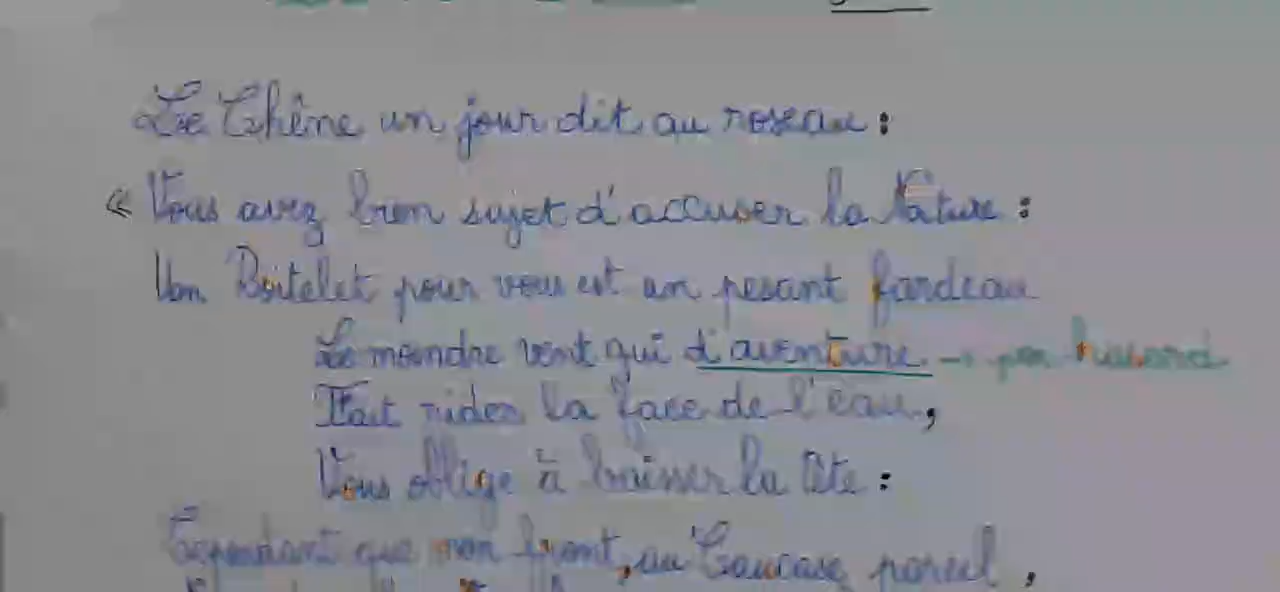 Le Chêne un jour dit au roseau :
« Vous avez bien sujet d'accuser la Nature :
Un Roitelet pour vous est un pesant fardeau
Le moindre vent qui d'aventure → par hasard
Fait rider la face de l'eau,
Vous oblige à baisser la tête :
Cependant que mon front, au Caucase pareil,